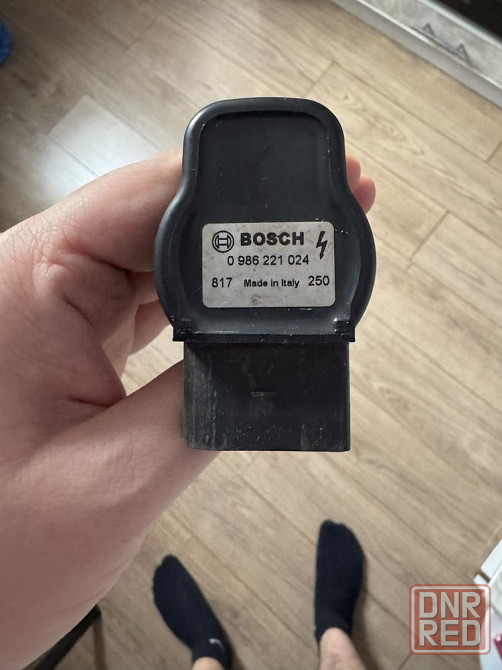 BOSCH
0 986 221 024
817 Made in Italy 250
DNR
RED